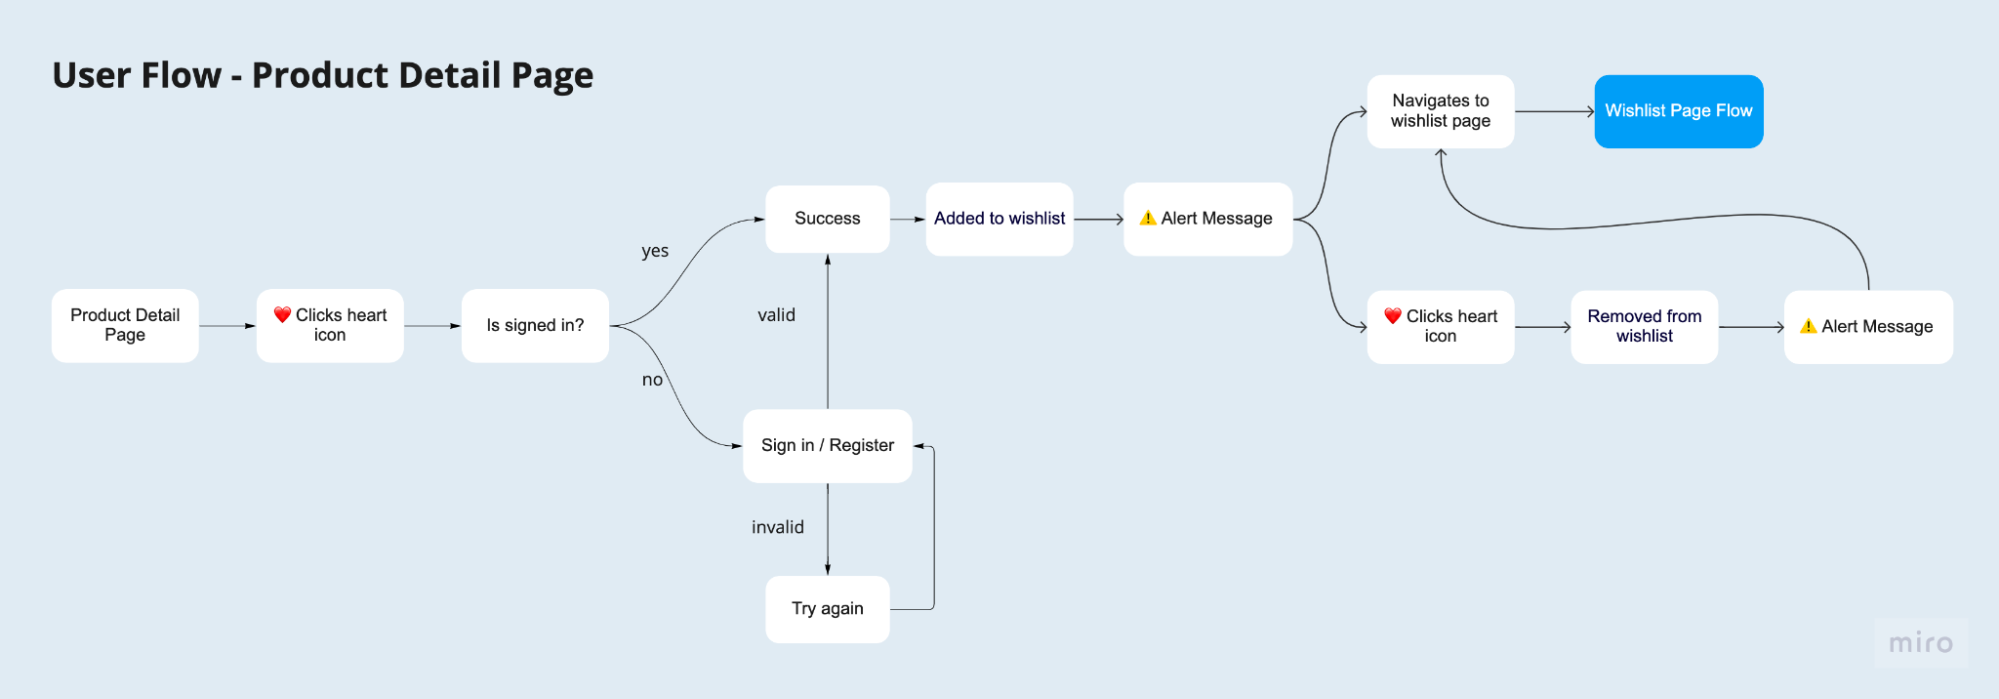 User Flow - Product Detail Page
Product Detail
Page
❤️ Clicks heart
icon
Is signed in?
yes
no
Success
valid
Sign in / Register
invalid
Try again
Added to wishlist
⚠️ Alert Message
Navigates to
wishlist page
Wishlist Page Flow
❤️ Clicks heart
icon
Removed from
wishlist
⚠️ Alert Message
miro